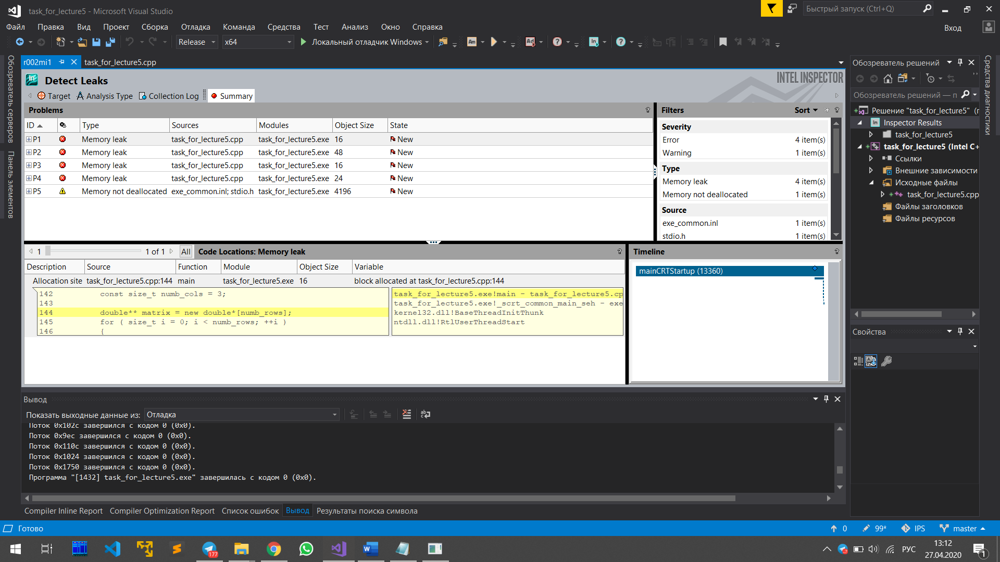 task_for_lecture5 - Microsoft Visual Studio
Быстрый запуск (Ctrl+Q)
Файл Правка Вид Проект Сборка Отладка Команда Средства Тест Анализ Окно Справка
Вход
Release x64 Локальный отладчик Windows
r002mi1 task_for_lecture5.cpp
Обозреватель серверов
Панель элементов
Detect Leaks
INTEL INSPECTOR
Target Analysis Type Collection Log Summary
Problems ?
ID Type Sources Modules Object Size State
P1 Memory leak task_for_lecture5.cpp task_for_lecture5.exe 16 New
P2 Memory leak task_for_lecture5.cpp task_for_lecture5.exe 48 New
P3 Memory leak task_for_lecture5.cpp task_for_lecture5.exe 16 New
P4 Memory leak task_for_lecture5.cpp task_for_lecture5.exe 24 New
P5 Memory not deallocated exe_common.inl; stdio.h task_for_lecture5.exe 4196 New
Filters Sort ?
Severity
Error 4 item(s)
Warning 1 item(s)
Type
Memory leak 4 item(s)
Memory not deallocated 1 item(s)
Source
exe_common.inl 1 item(s)
stdio.h 1 item(s)
1 1 of 1 All Code Locations: Memory leak ?
Description Source Function Module Object Size Variable
Allocation site task_for_lecture5.cpp:144 main task_for_lecture5.exe 16 block allocated at task_for_lecture5.cpp:144
142 const size_t numb_cols = 3;
143
144 double** matrix = new double*[numb_rows];
145 for ( size_t i = 0; i < numb_rows; ++i )
146 {
task_for_lecture5.exe!main - task_for_lecture5.cp
task_for_lecture5.exe!_scrt_common_main_seh - exe
kernel32.dll!BaseThreadInitThunk
ntdll.dll!RtlUserThreadStart
Timeline ?
mainCRTStartup (13360)
Вывод
Показать выходные данные из: Отладка
Поток 0x102c завершился с кодом 0 (0x0).
Поток 0x9ec завершился с кодом 0 (0x0).
Поток 0x110c завершился с кодом 0 (0x0).
Поток 0x1024 завершился с кодом 0 (0x0).
Поток 0x1750 завершился с кодом 0 (0x0).
Программа "[1432] task_for_lecture5.exe" завершилась с кодом 0 (0x0).
Compiler Inline Report Compiler Optimization Report Список ошибок Вывод Результаты поиска символа
Обозреватель решений
Обозреватель решений — п
Решение "task_for_lecture5" (г
Inspector Results
task_for_lecture5
task_for_lecture5 (Intel C+
Ссылки
Внешние зависимости
Исходные файлы
task_for_lecture5.cpp
Файлы заголовков
Файлы ресурсов
Свойства
Средства диагностики
Готово
0 99* IPS master
177
РУС
13:12
27.04.2020
1